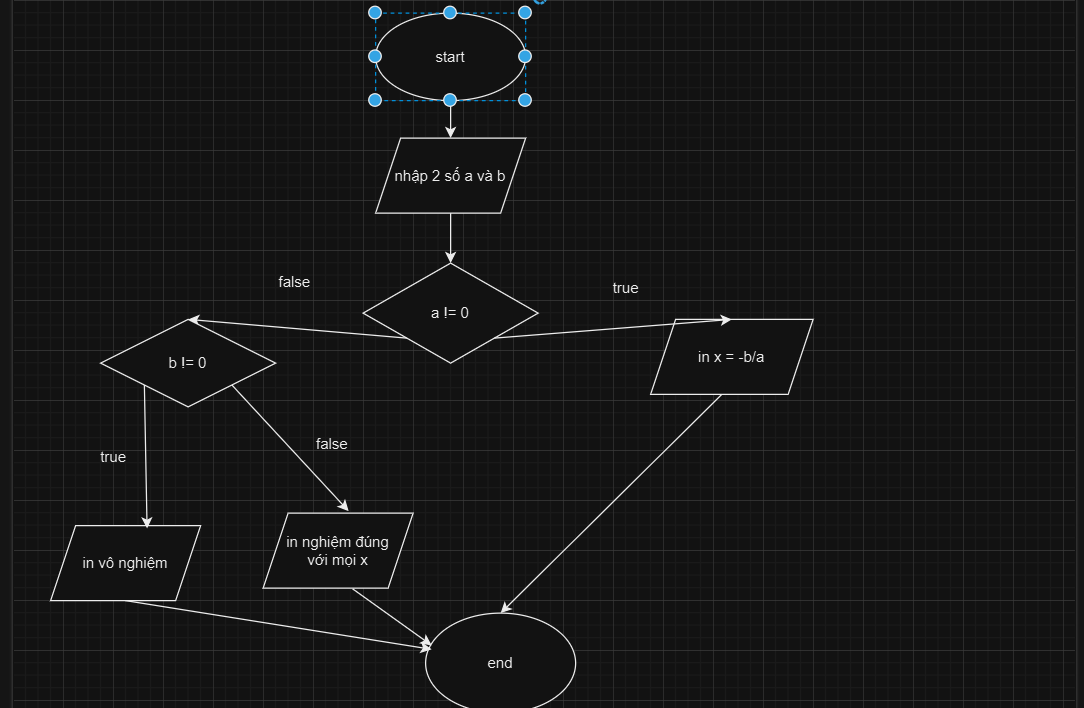 start
nhập 2 số a và b
false
true
a != 0
b != 0
in x = -b/a
true
false
in vô nghiệm
in nghiệm đúng
với mọi x
end